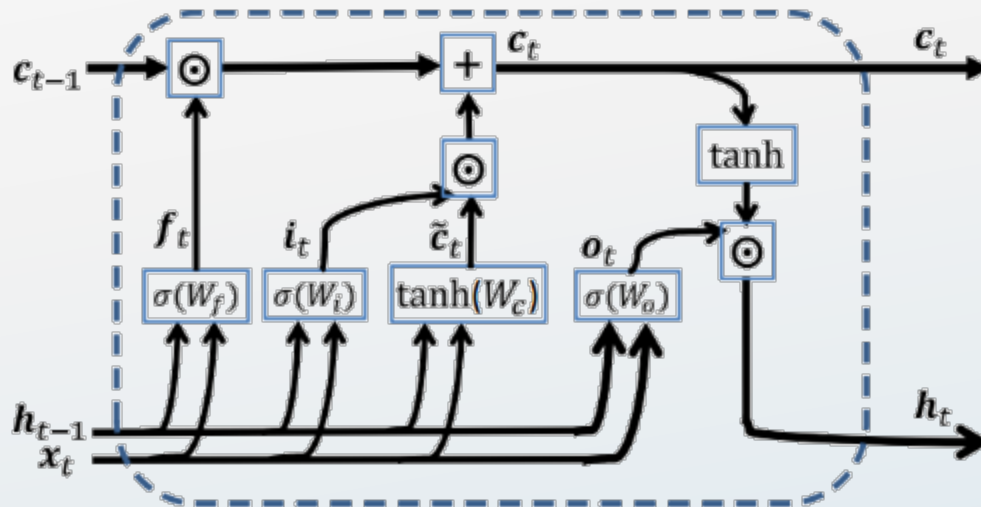 c_{t-1} ⊙ + c_t c_t
tanh
⊙
f_t i_t c̃_t o_t ⊙
σ(W_f) σ(W_i) tanh(W_c) σ(W_o)
h_{t-1} h_t
x_t